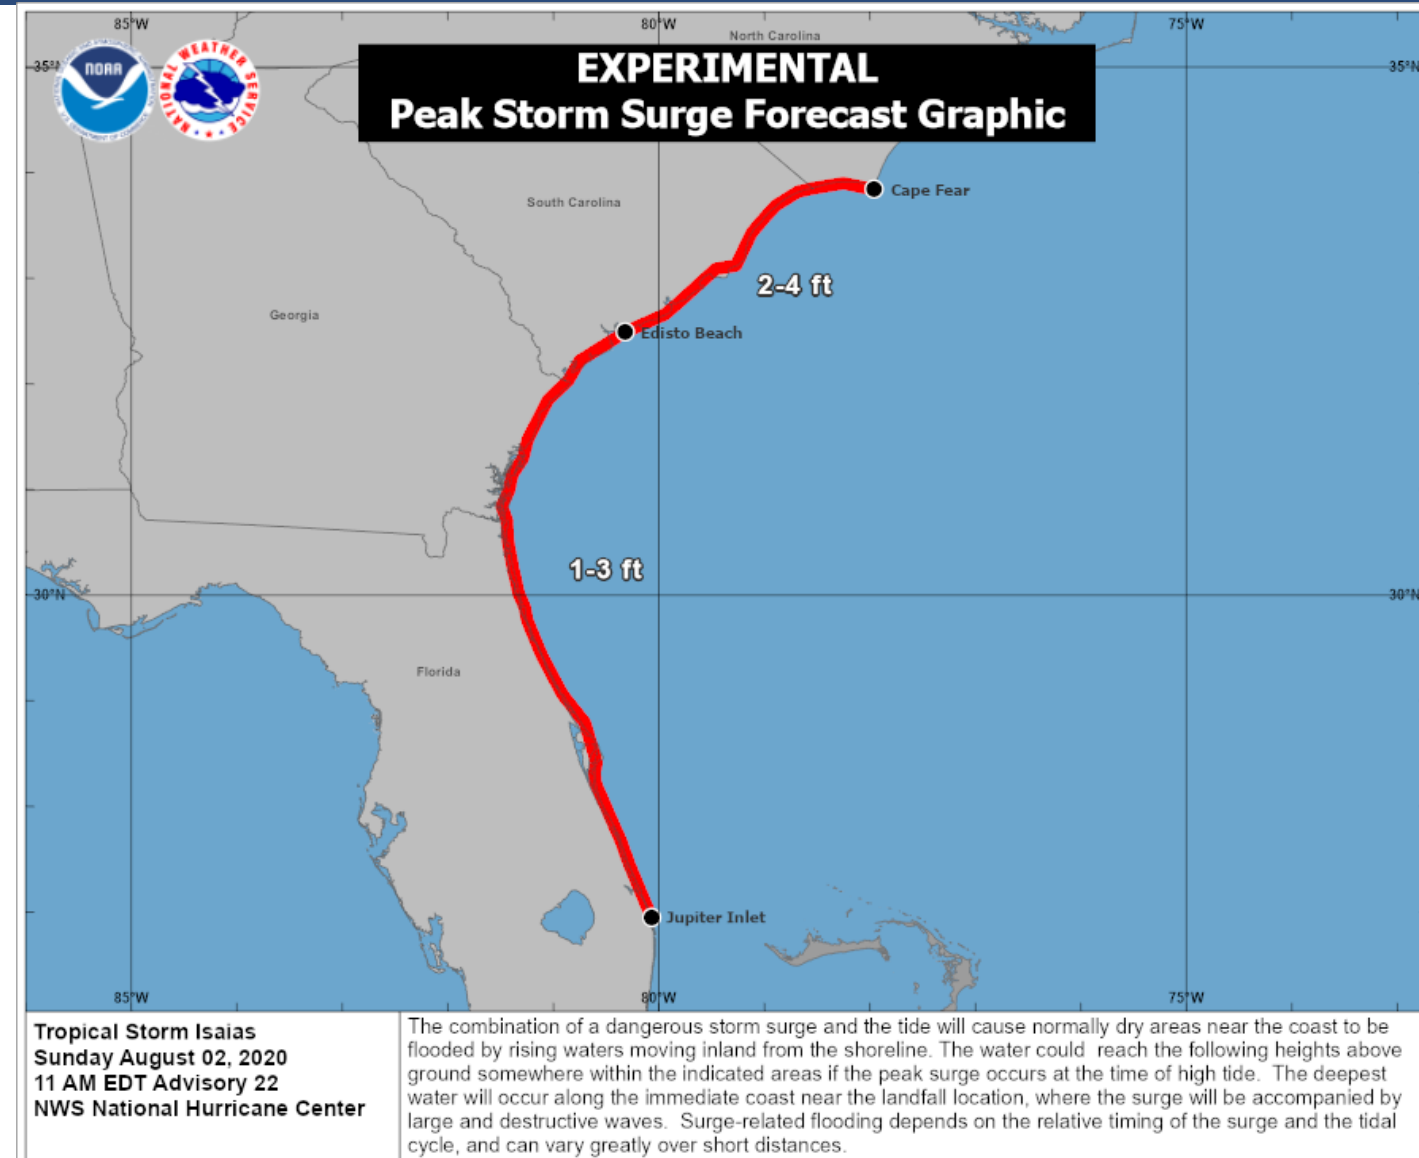 85°W
80°W
75°W
North Carolina
35°N
NOAA
NATIONAL WEATHER SERVICE
EXPERIMENTAL
Peak Storm Surge Forecast Graphic
35°N
South Carolina
Cape Fear
2-4 ft
Georgia
Edisto Beach
1-3 ft
30°N
30°N
Florida
Jupiter Inlet
85°W
80°W
75°W
Tropical Storm Isaias
Sunday August 02, 2020
11 AM EDT Advisory 22
NWS National Hurricane Center
The combination of a dangerous storm surge and the tide will cause normally dry areas near the coast to be
flooded by rising waters moving inland from the shoreline. The water could reach the following heights above
ground somewhere within the indicated areas if the peak surge occurs at the time of high tide. The deepest
water will occur along the immediate coast near the landfall location, where the surge will be accompanied by
large and destructive waves. Surge-related flooding depends on the relative timing of the surge and the tidal
cycle, and can vary greatly over short distances.